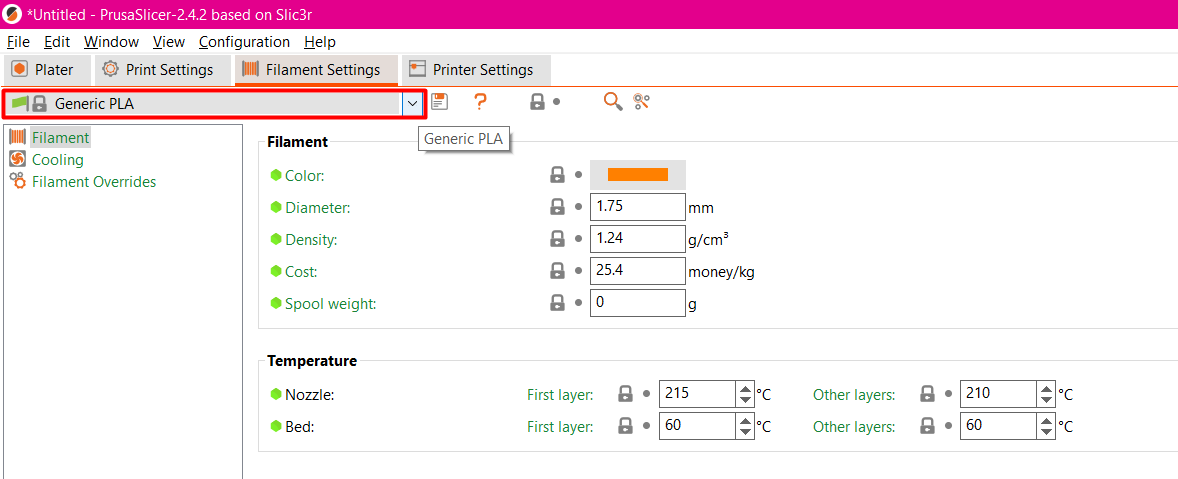 *Untitled - PrusaSlicer-2.4.2 based on Slic3r
File Edit Window View Configuration Help
Plater Print Settings Filament Settings Printer Settings
Generic PLA ?
Generic PLA
Filament
Cooling
Filament Overrides
Filament
Color:
Diameter: 1.75 mm
Density: 1.24 g/cm³
Cost: 25.4 money/kg
Spool weight: 0 g
Temperature
Nozzle: First layer: 215 °C Other layers: 210 °C
Bed: First layer: 60 °C Other layers: 60 °C